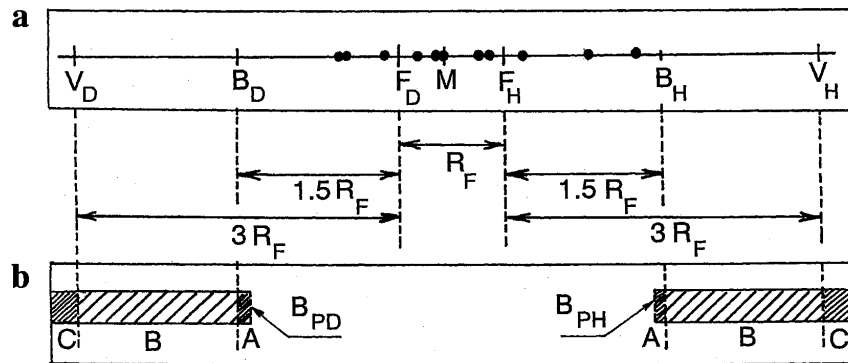 a
V_D B_D F_D M F_H B_H V_H
R_F
1.5 R_F 1.5 R_F
3 R_F 3 R_F
b
B_PD B_PH
C B A A B C